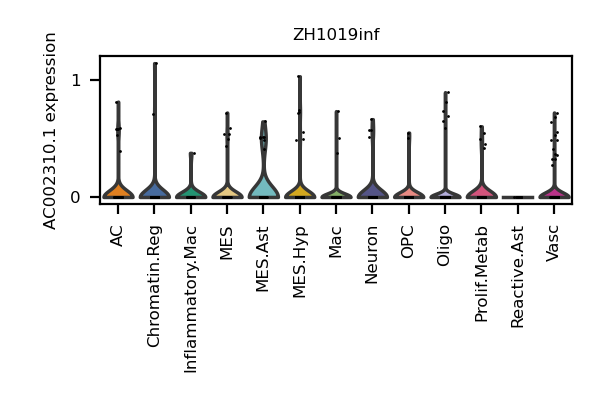 ZH1019inf
AC002310.1 expression
1
0
AC
Chromatin.Reg
Inflammatory.Mac
MES
MES.Ast
MES.Hyp
Mac
Neuron
OPC
Oligo
Prolif.Metab
Reactive.Ast
Vasc